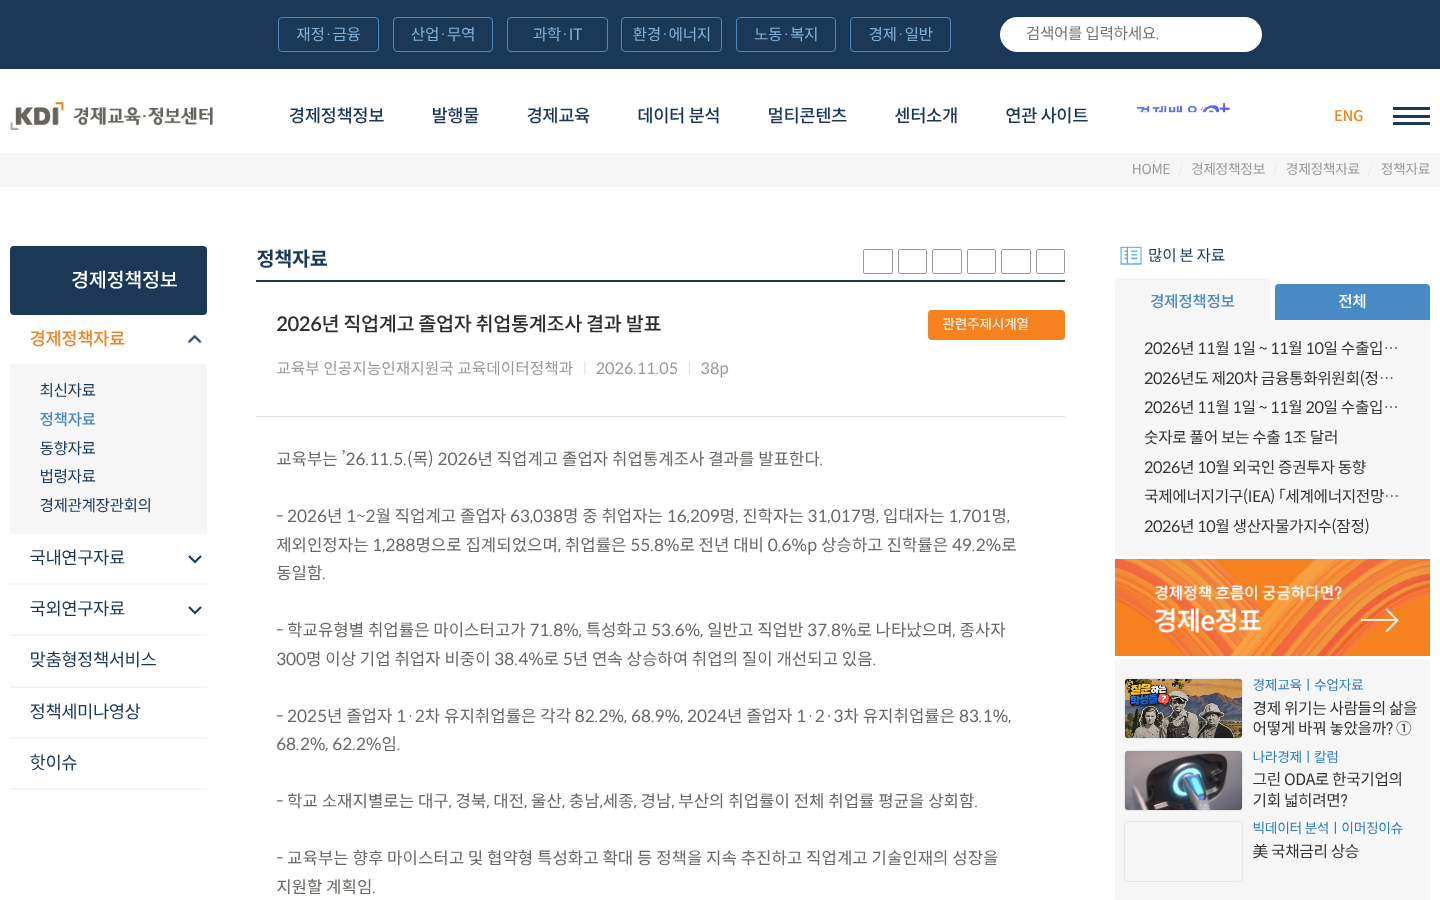 재정·금융
산업·무역
과학·IT
환경·에너지
노동·복지
경제·일반
검색어를 입력하세요.
KDI 경제교육·정보센터
경제정책정보
발행물
경제교육
데이터 분석
멀티콘텐츠
센터소개
연관 사이트
ENG
HOME / 경제정책정보 / 경제정책자료 / 정책자료
경제정책정보
경제정책자료
최신자료
정책자료
동향자료
법령자료
경제관계장관회의
국내연구자료
국외연구자료
맞춤형정책서비스
정책세미나영상
핫이슈
정책자료
2026년 직업계고 졸업자 취업통계조사 결과 발표
관련주제시계열
교육부 인공지능인재지원국 교육데이터정책과 | 2026.11.05 | 38p
교육부는 ’26.11.5.(목) 2026년 직업계고 졸업자 취업통계조사 결과를 발표한다.
- 2026년 1~2월 직업계고 졸업자 63,038명 중 취업자는 16,209명, 진학자는 31,017명, 입대자는 1,701명,
제외인정자는 1,288명으로 집계되었으며, 취업률은 55.8%로 전년 대비 0.6%p 상승하고 진학률은 49.2%로
동일함.
- 학교유형별 취업률은 마이스터고가 71.8%, 특성화고 53.6%, 일반고 직업반 37.8%로 나타났으며, 종사자
300명 이상 기업 취업자 비중이 38.4%로 5년 연속 상승하여 취업의 질이 개선되고 있음.
- 2025년 졸업자 1·2차 유지취업률은 각각 82.2%, 68.9%, 2024년 졸업자 1·2·3차 유지취업률은 83.1%,
68.2%, 62.2%임.
- 학교 소재지별로는 대구, 경북, 대전, 울산, 충남,세종, 경남, 부산의 취업률이 전체 취업률 평균을 상회함.
- 교육부는 향후 마이스터고 및 협약형 특성화고 확대 등 정책을 지속 추진하고 직업계고 기술인재의 성장을
지원할 계획임.
많이 본 자료
경제정책정보
전체
2026년 11월 1일 ~ 11월 10일 수출입…
2026년도 제20차 금융통화위원회(정…
2026년 11월 1일 ~ 11월 20일 수출입…
숫자로 풀어 보는 수출 1조 달러
2026년 10월 외국인 증권투자 동향
국제에너지기구(IEA) 「세계에너지전망…
2026년 10월 생산자물가지수(잠정)
경제정책 흐름이 궁금하다면?
경제e정표
질문하는
학생들?
경제교육 | 수업자료
경제 위기는 사람들의 삶을
어떻게 바꿔 놓았을까? ①
나라경제 | 칼럼
그린 ODA로 한국기업의
기회 넓히려면?
빅데이터 분석 | 이머징이슈
美 국채금리 상승